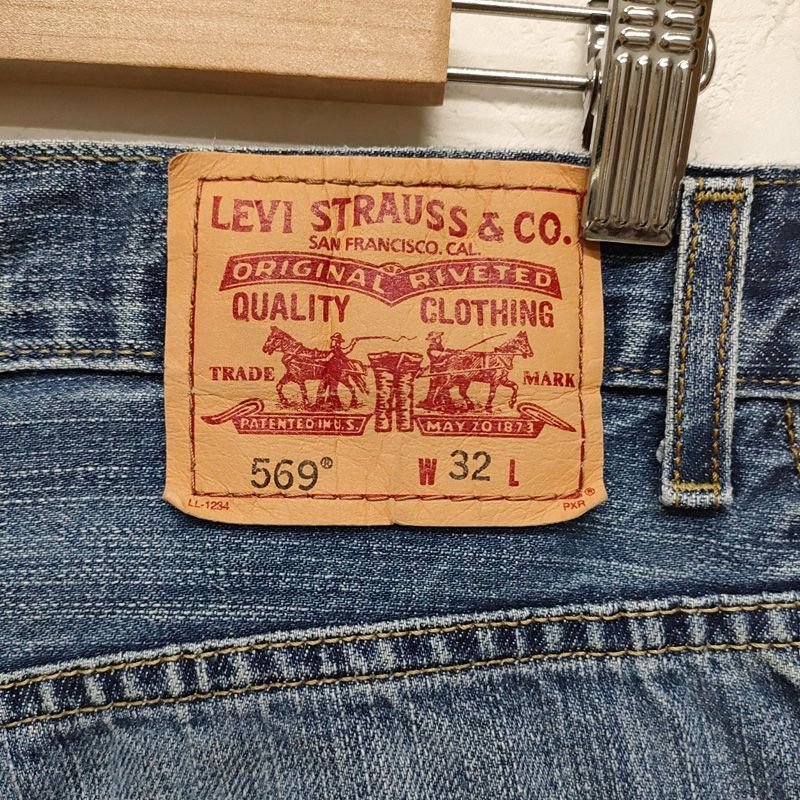 LEVI STRAUSS & CO.
SAN FRANCISCO. CAL.
ORIGINAL RIVETED
QUALITY CLOTHING
TRADE MARK
PATENTED IN U.S. MAY 20 1873
569® W 32 L
LL-1234 PXR®